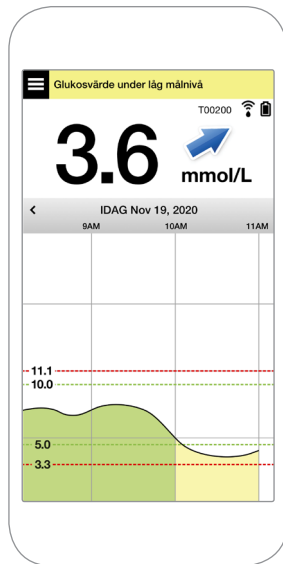 Glukosvärde under låg målnivå
T00200
3.6
mmol/L
< IDAG Nov 19, 2020
9AM 10AM 11AM
11.1
10.0
5.0
3.3